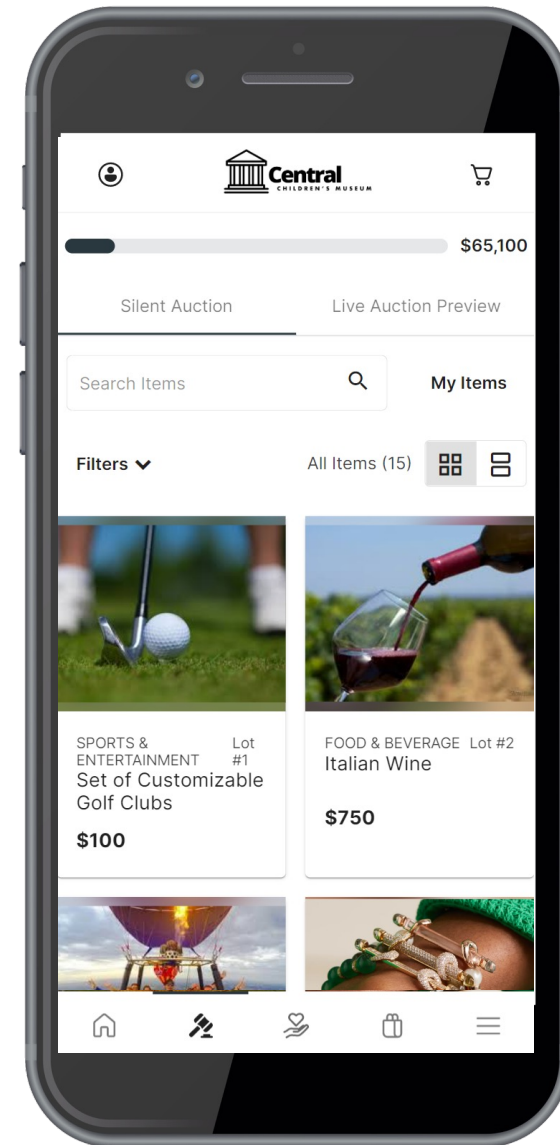 Central
CHILDREN'S MUSEUM
$65,100
Silent Auction
Live Auction Preview
Search Items
My Items
Filters
All Items (15)
SPORTS &
ENTERTAINMENT
Lot
#1
Set of Customizable
Golf Clubs
$100
FOOD & BEVERAGE Lot #2
Italian Wine
$750